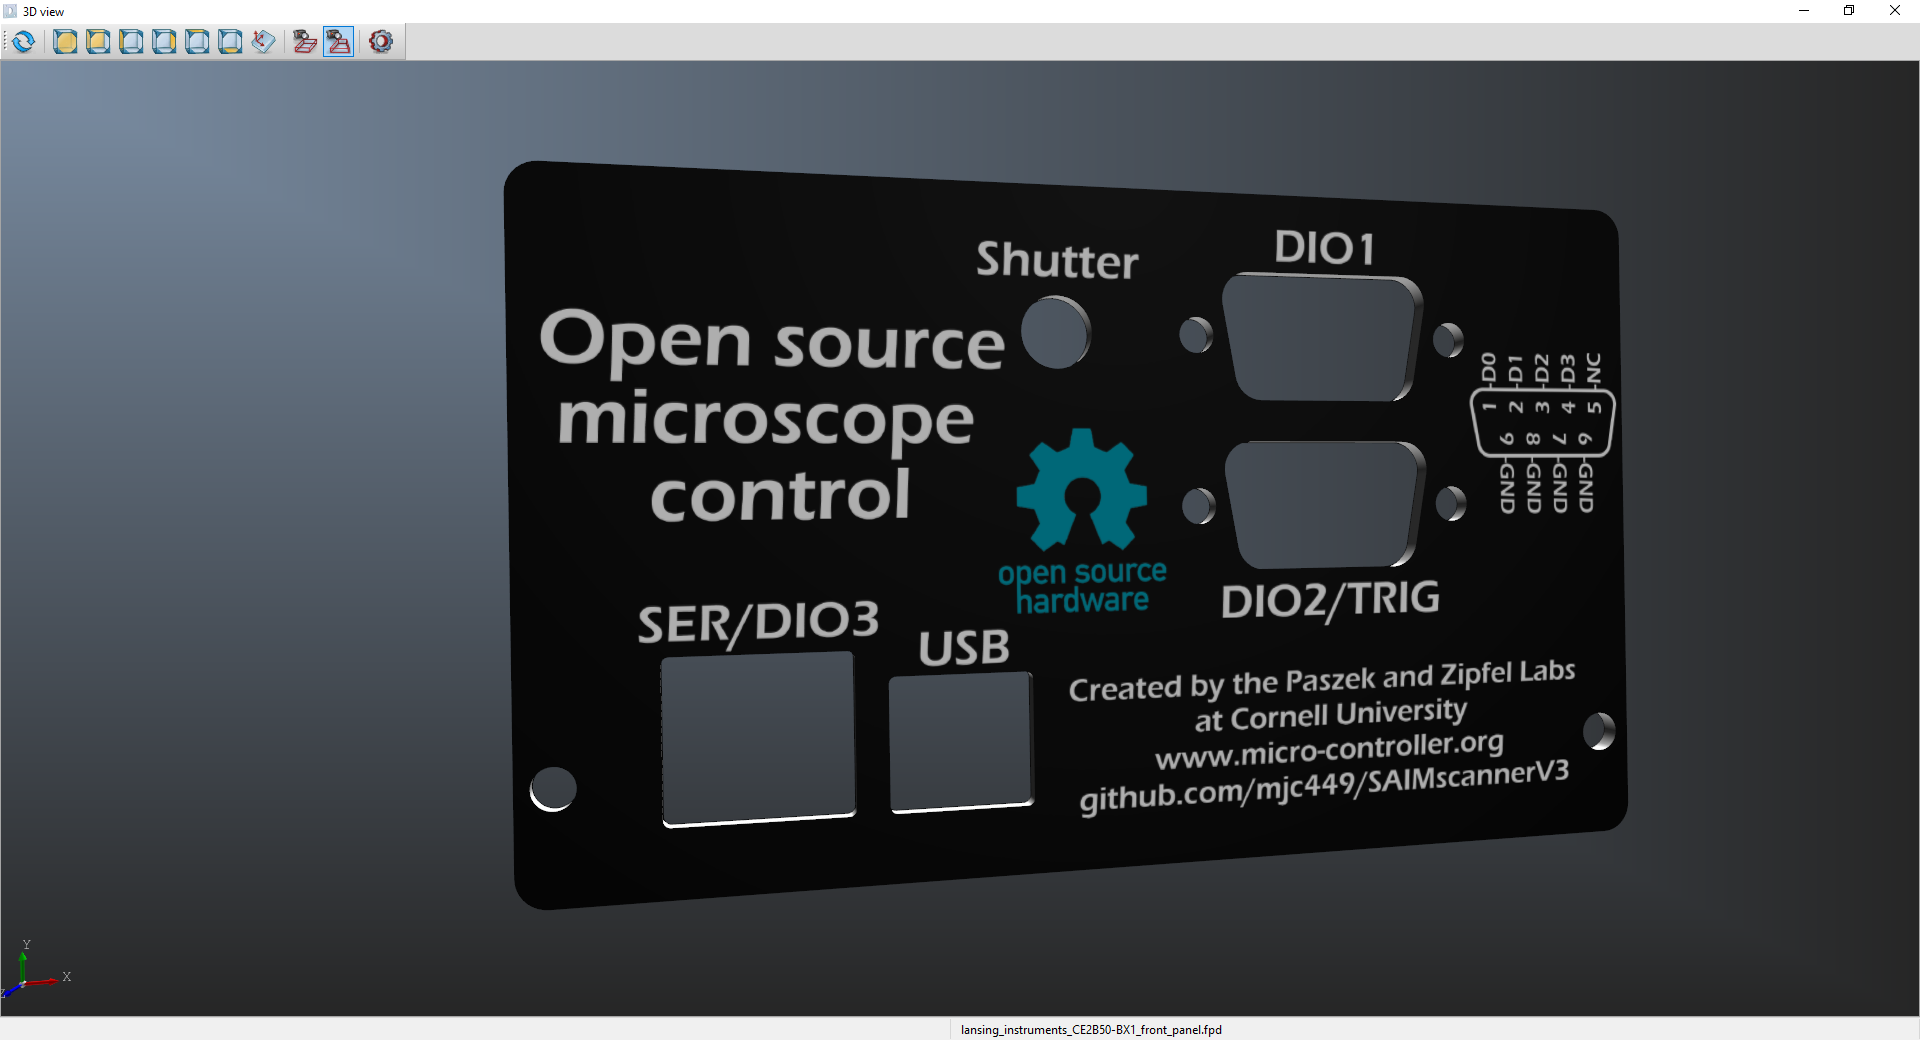 3D view
Shutter
DIO1
Open source
microscope
control
D0 D1 D2 D3 NC
1 2 3 4 5
8 7
GND GND GND GND
open source
hardware
DIO2/TRIG
SER/DIO3
USB
Created by the Paszek and Zipfel Labs
at Cornell University
www.micro-controller.org
github.com/mjc449/SAIMscannerV3
Y
X
Z
lansing_instruments_CE2B50-BX1_front_panel.fpd